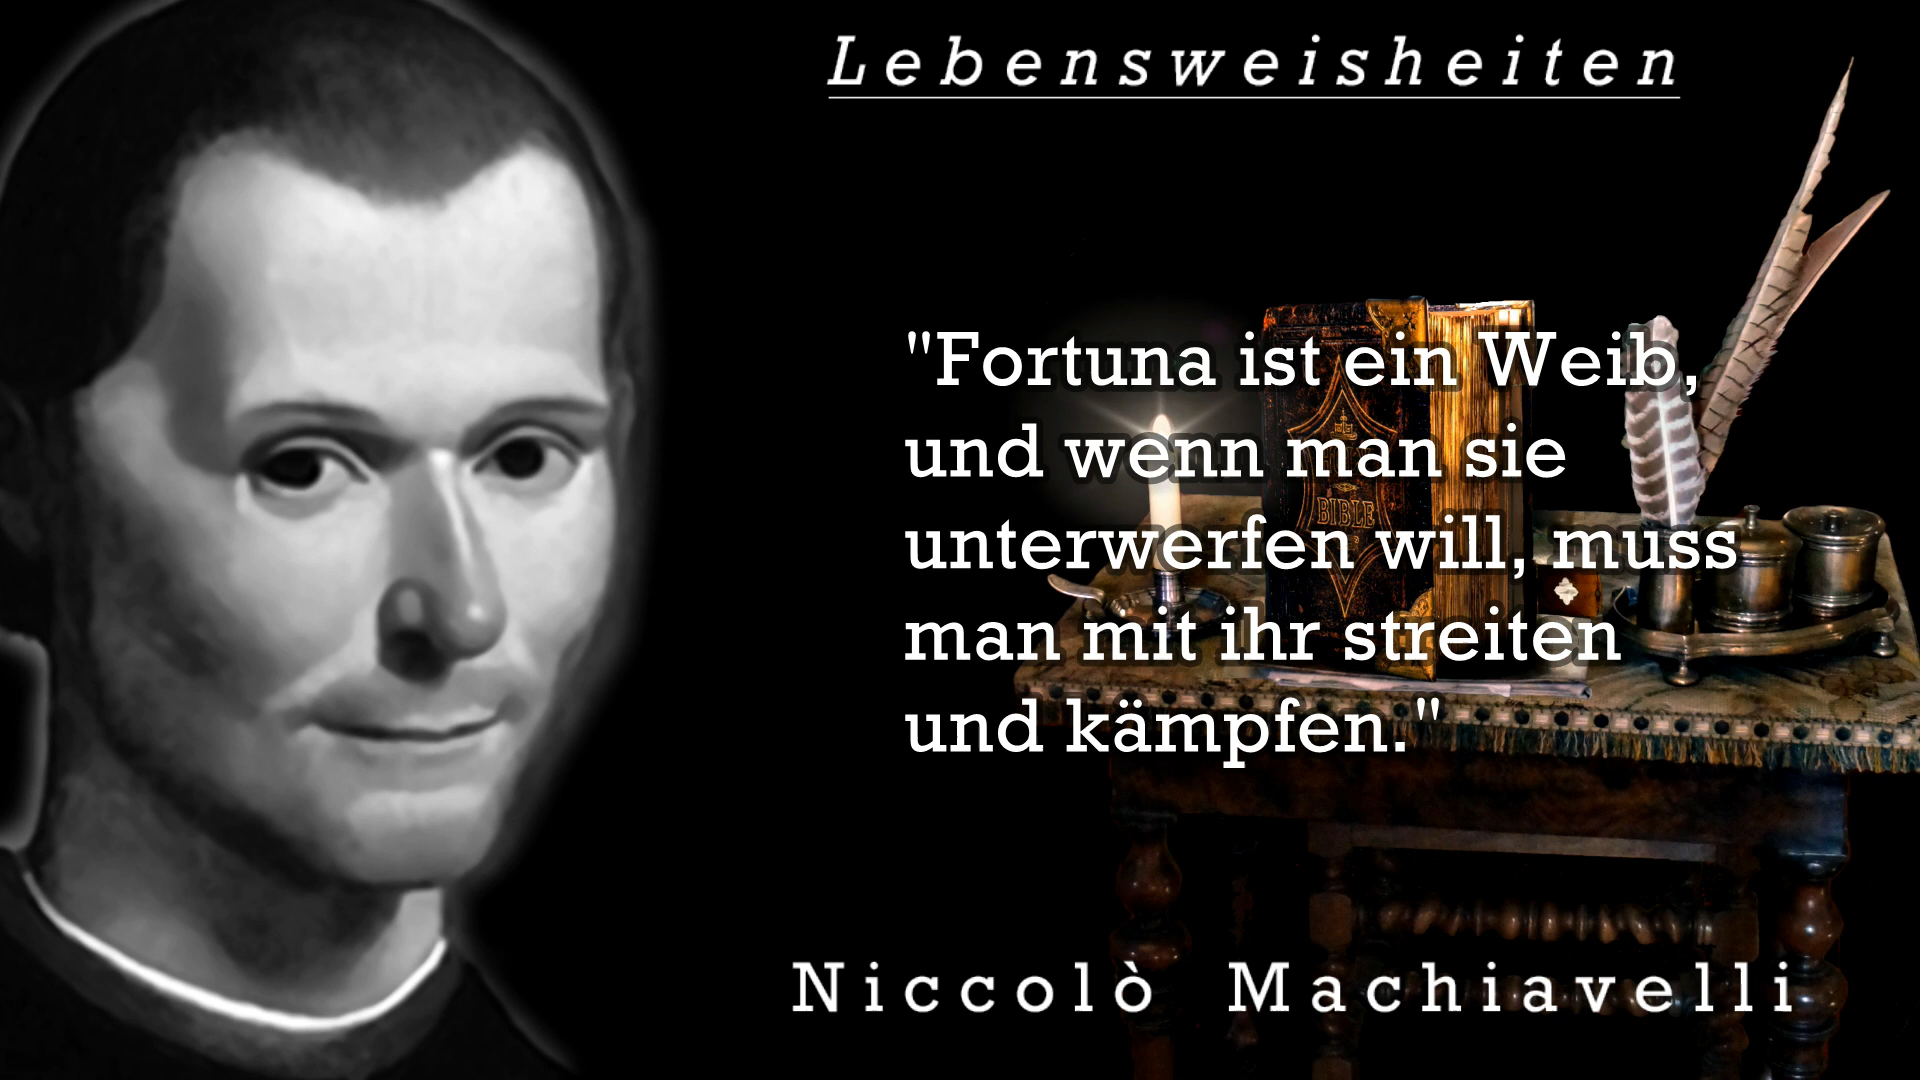 Lebensweisheiten
"Fortuna ist ein Weib,
und wenn man sie
unterwerfen will, muss
man mit ihr streiten
und kämpfen."
BIBLE
Niccolò Machiavelli